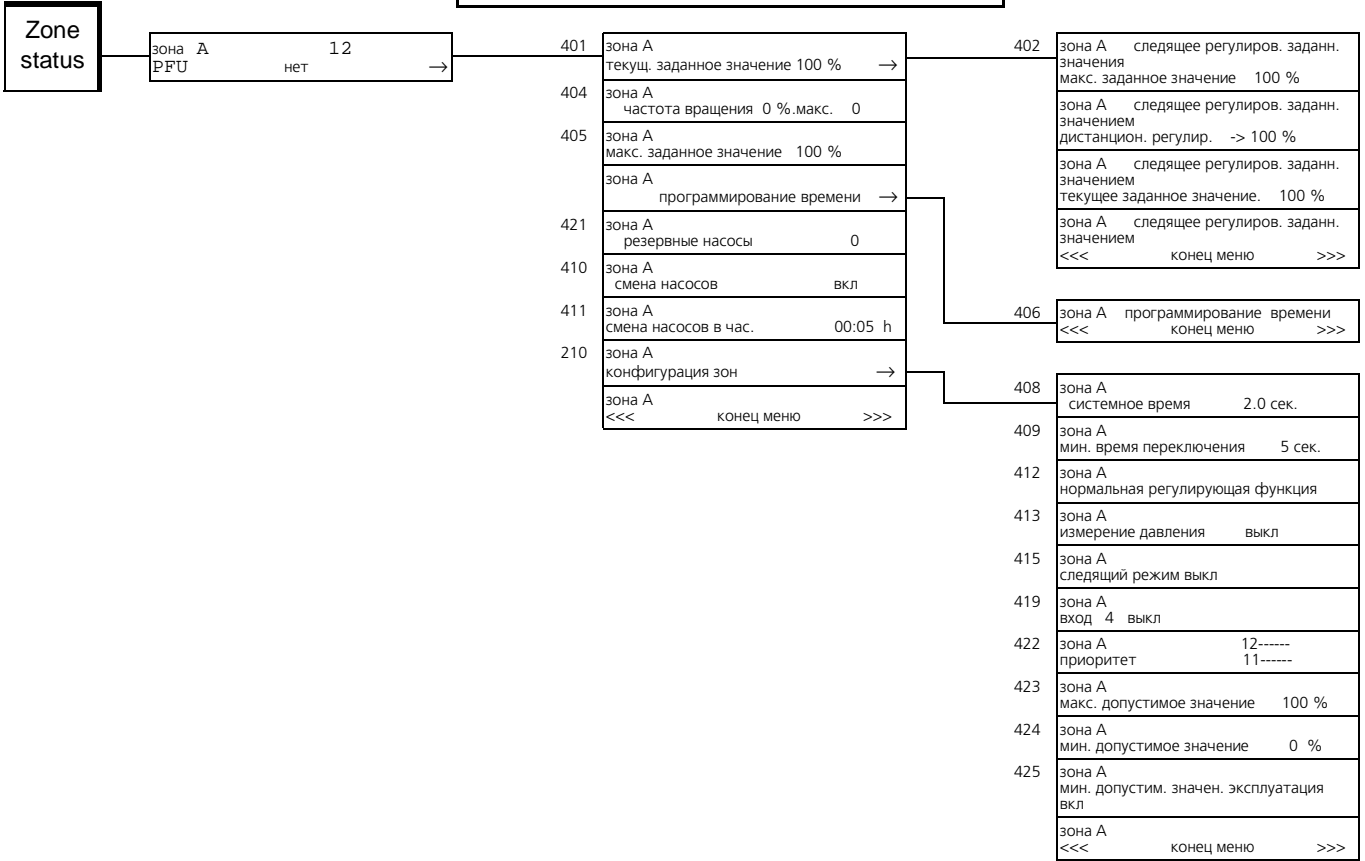 Zone
status
зона A 12
PFU нет →
401 зона А
текущ. заданное значение 100 % →
404 зона А
частота вращения 0 %.макс. 0
405 зона А
макс. заданное значение 100 %
зона А
программирование времени →
421 зона А
резервные насосы 0
410 зона А
смена насосов вкл
411 зона А
смена насосов в час. 00:05 h
210 зона А
конфигурация зон →
зона А
<<< конец меню >>>
402 зона А следящее регулиров. заданн.
значения
макс. заданное значение 100 %
зона А следящее регулиров. заданн.
значением
дистанцион. регулир. -> 100 %
зона А следящее регулиров. заданн.
значением
текущее заданное значение. 100 %
зона А следящее регулиров. заданн.
значением
<<< конец меню >>>
406 зона А программирование времени
<<< конец меню >>>
408 зона А
системное время 2.0 сек.
409 зона А
мин. время переключения 5 сек.
412 зона А
нормальная регулирующая функция
413 зона А
измерение давления выкл
415 зона А
следящий режим выкл
419 зона А
вход 4 выкл
422 зона А 12------
приоритет 11------
423 зона А
макс. допустимое значение 100 %
424 зона А
мин. допустимое значение 0 %
425 зона А
мин. допустим. значен. эксплуатация
вкл
зона А
<<< конец меню >>>